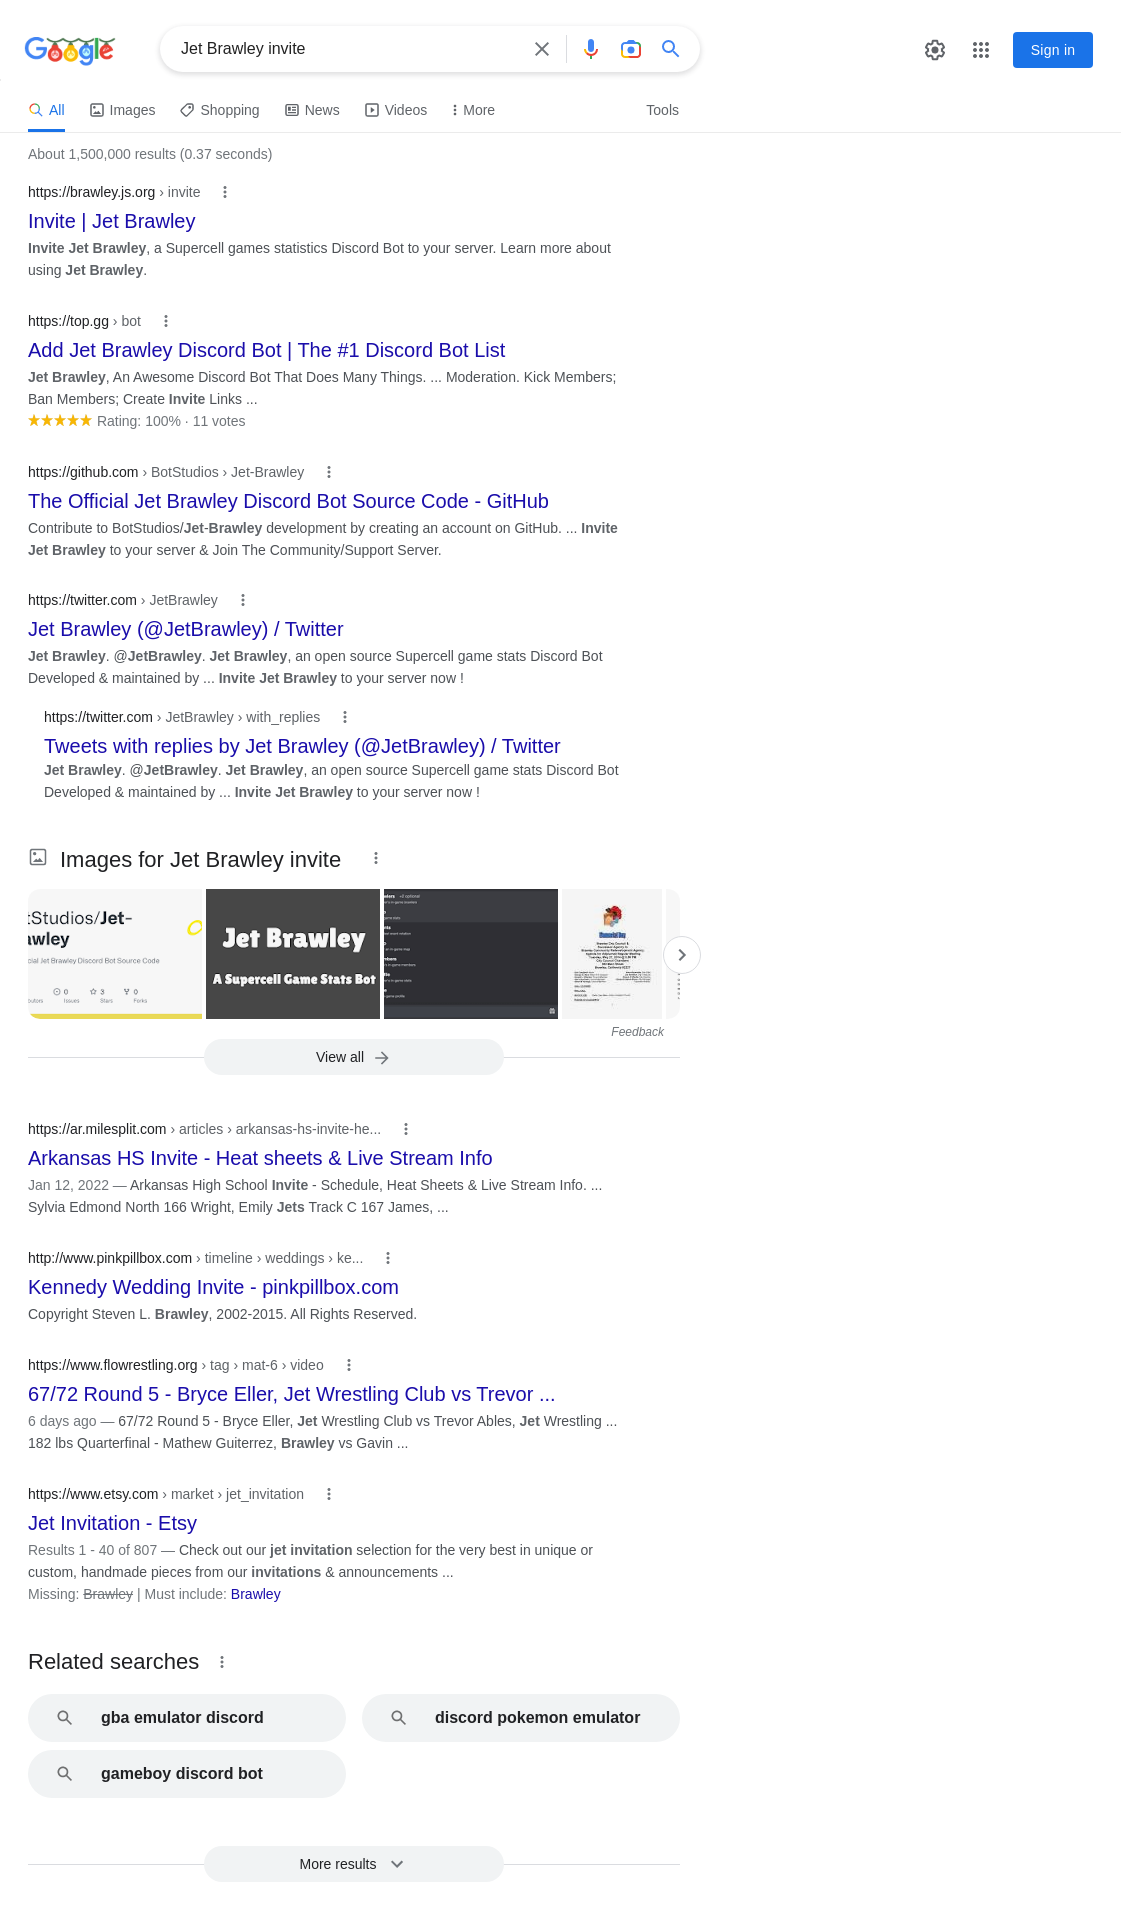 Google
Jet Brawley invite
Sign in
All
Images
Shopping
News
Videos
More
Tools
About 1,500,000 results (0.37 seconds)
https://brawley.js.org › invite
Invite | Jet Brawley
Invite Jet Brawley, a Supercell games statistics Discord Bot to your server. Learn more about
using Jet Brawley.
https://top.gg › bot
Add Jet Brawley Discord Bot | The #1 Discord Bot List
Jet Brawley, An Awesome Discord Bot That Does Many Things. ... Moderation. Kick Members;
Ban Members; Create Invite Links ...
Rating: 100% · 11 votes
https://github.com › BotStudios › Jet-Brawley
The Official Jet Brawley Discord Bot Source Code - GitHub
Contribute to BotStudios/Jet-Brawley development by creating an account on GitHub. ... Invite
Jet Brawley to your server & Join The Community/Support Server.
https://twitter.com › JetBrawley
Jet Brawley (@JetBrawley) / Twitter
Jet Brawley. @JetBrawley. Jet Brawley, an open source Supercell game stats Discord Bot
Developed & maintained by ... Invite Jet Brawley to your server now !
https://twitter.com › JetBrawley › with_replies
Tweets with replies by Jet Brawley (@JetBrawley) / Twitter
Jet Brawley. @JetBrawley. Jet Brawley, an open source Supercell game stats Discord Bot
Developed & maintained by ... Invite Jet Brawley to your server now !
Images for Jet Brawley invite
tStudios/Jet-
wley
cial Jet Brawley Discord Bot Source Code
0
3
0
Issues
Stars
Forks
Jet Brawley
A Supercell Game Stats Bot
Memorial Day
Feedback
View all
https://ar.milesplit.com › articles › arkansas-hs-invite-he...
Arkansas HS Invite - Heat sheets & Live Stream Info
Jan 12, 2022 — Arkansas High School Invite - Schedule, Heat Sheets & Live Stream Info. ...
Sylvia Edmond North 166 Wright, Emily Jets Track C 167 James, ...
http://www.pinkpillbox.com › timeline › weddings › ke...
Kennedy Wedding Invite - pinkpillbox.com
Copyright Steven L. Brawley, 2002-2015. All Rights Reserved.
https://www.flowrestling.org › tag › mat-6 › video
67/72 Round 5 - Bryce Eller, Jet Wrestling Club vs Trevor ...
6 days ago — 67/72 Round 5 - Bryce Eller, Jet Wrestling Club vs Trevor Ables, Jet Wrestling ...
182 lbs Quarterfinal - Mathew Guiterrez, Brawley vs Gavin ...
https://www.etsy.com › market › jet_invitation
Jet Invitation - Etsy
Results 1 - 40 of 807 — Check out our jet invitation selection for the very best in unique or
custom, handmade pieces from our invitations & announcements ...
Missing: Brawley | Must include: Brawley
Related searches
gba emulator discord
discord pokemon emulator
gameboy discord bot
More results